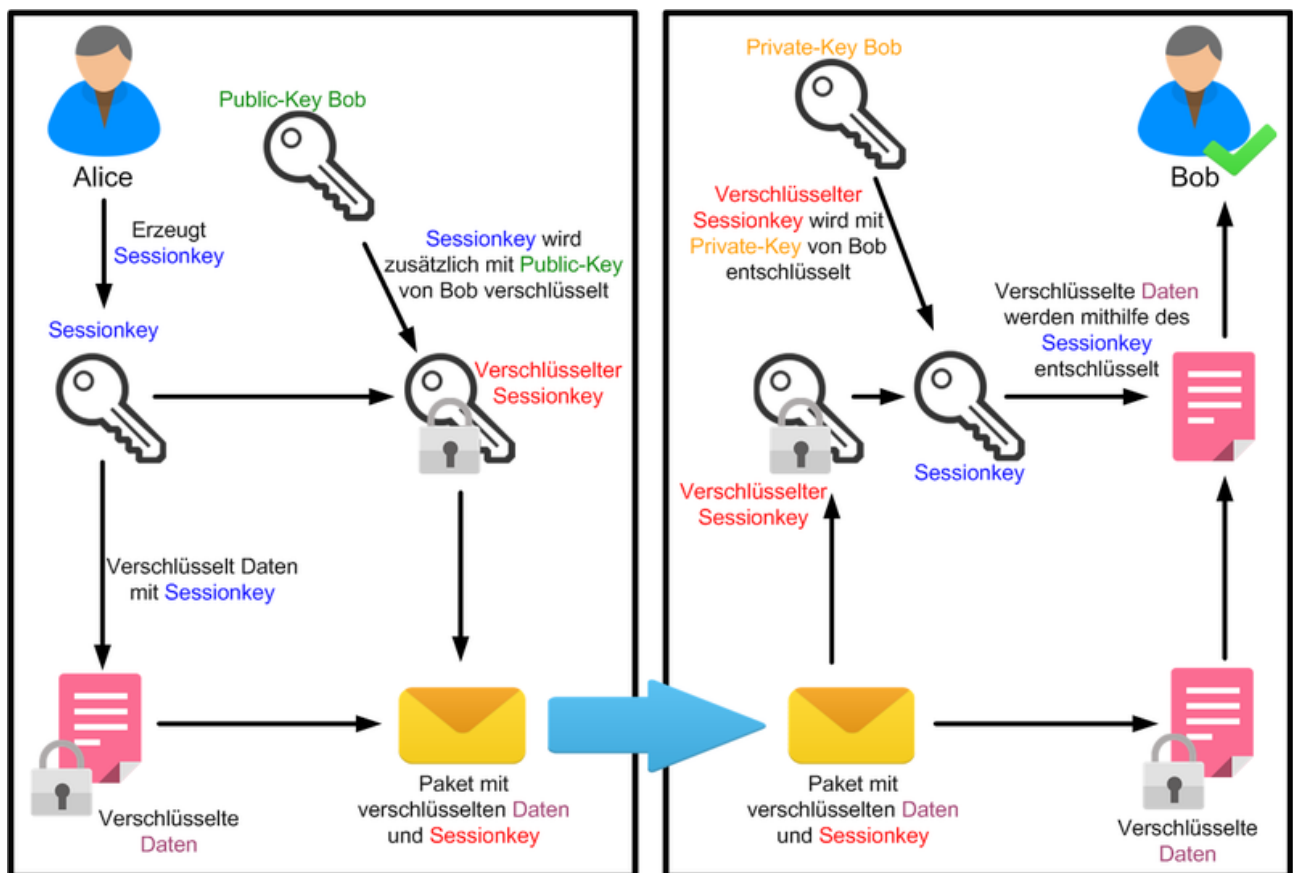 Alice
Public-Key Bob
Erzeugt
Sessionkey
Sessionkey wird
zusätzlich mit Public-Key
von Bob verschlüsselt
Sessionkey
Verschlüsselter
Sessionkey
Verschlüsselt Daten
mit Sessionkey
Verschlüsselte
Daten
Paket mit
verschlüsselten Daten
und Sessionkey
Private-Key Bob
Bob
Verschlüsselter
Sessionkey wird mit
Private-Key von Bob
entschlüsselt
Verschlüsselte Daten
werden mithilfe des
Sessionkey
entschlüsselt
Sessionkey
Verschlüsselter
Sessionkey
Paket mit
verschlüsselten Daten
und Sessionkey
Verschlüsselte
Daten